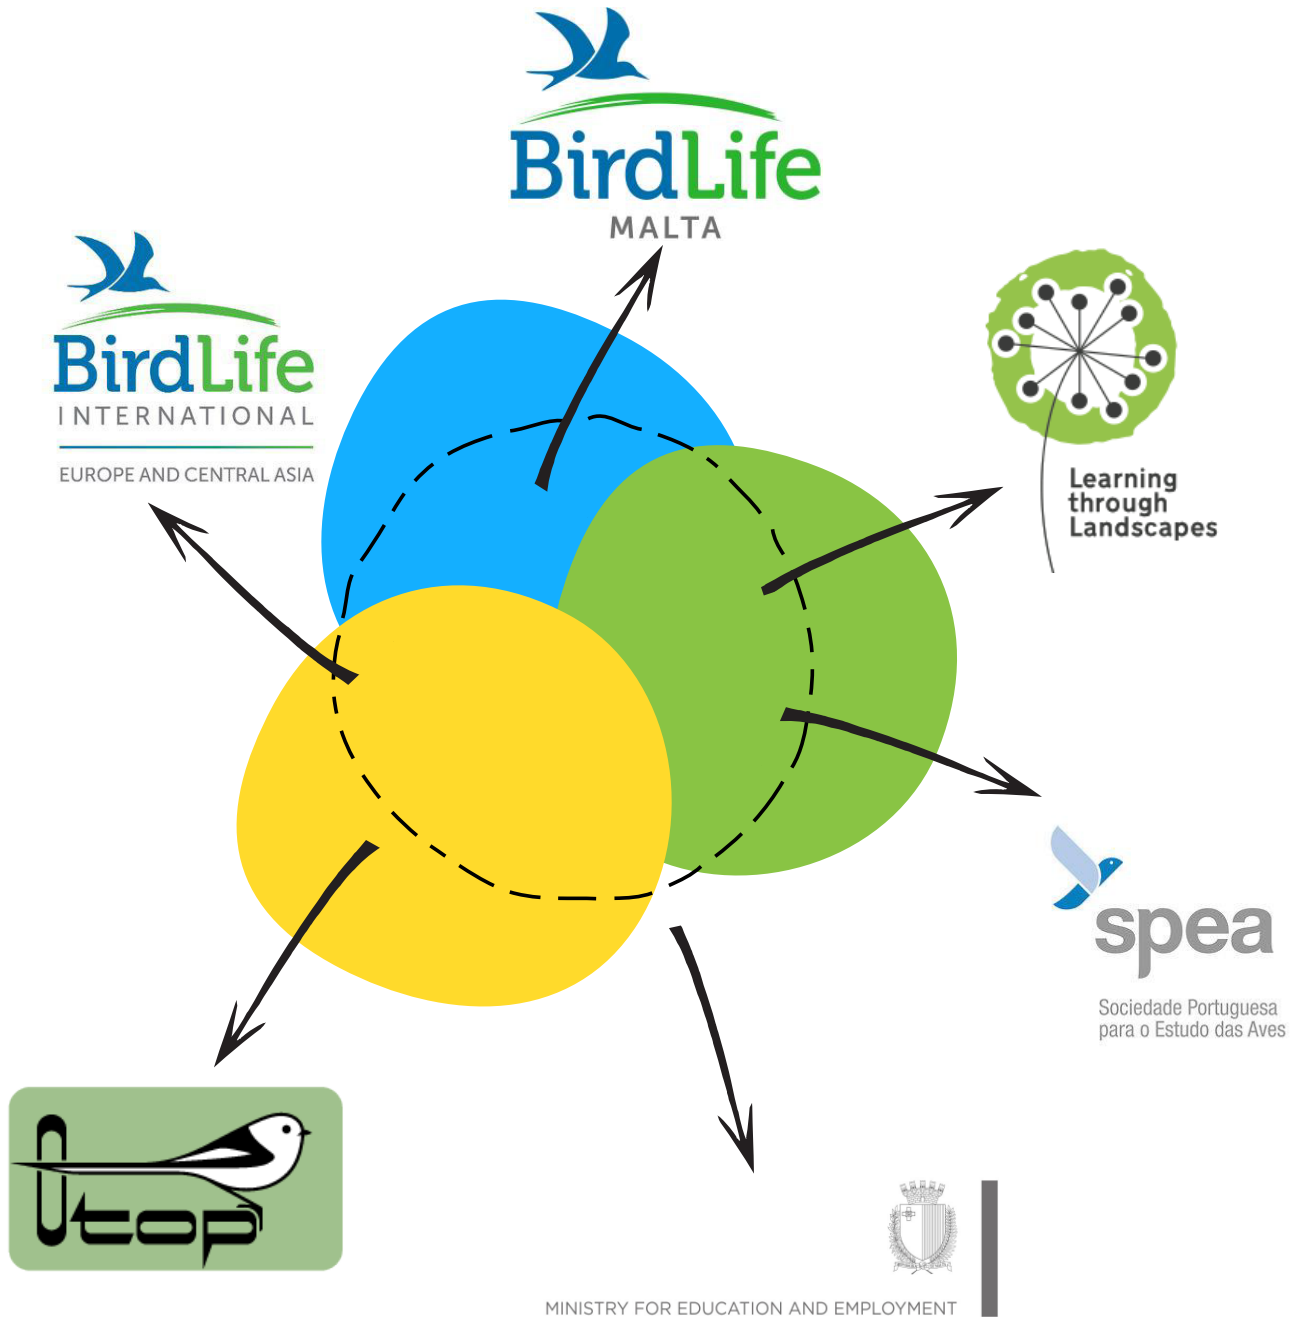 BirdLife
MALTA
BirdLife
INTERNATIONAL
EUROPE AND CENTRAL ASIA
Learning
through
Landscapes
spea
Sociedade Portuguesa
para o Estudo das Aves
Otop
MINISTRY FOR EDUCATION AND EMPLOYMENT